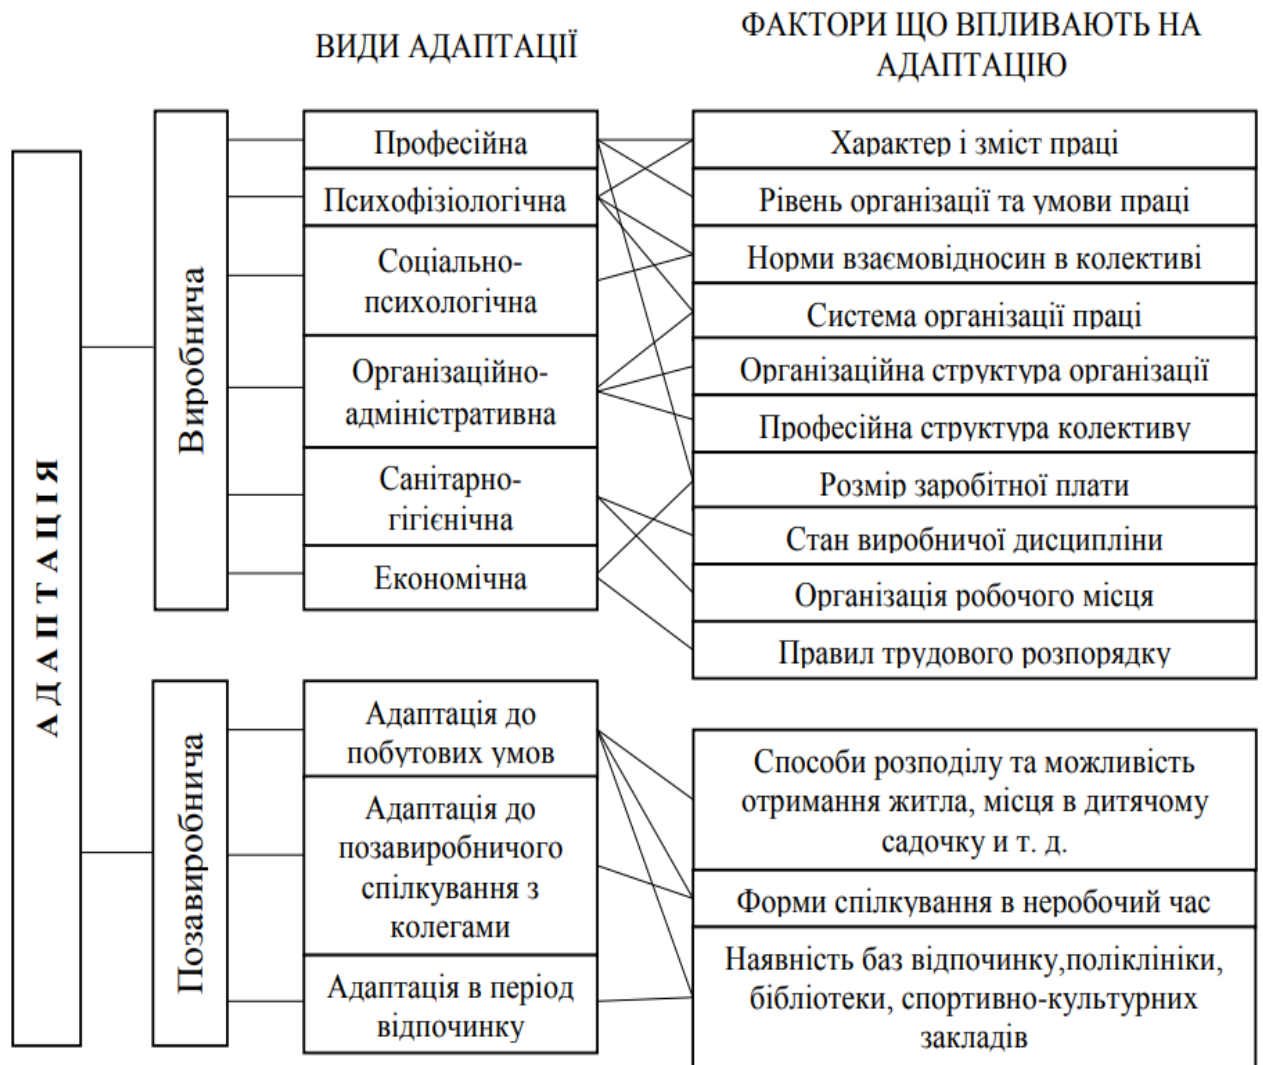 ВИДИ АДАПТАЦІЇ
ФАКТОРИ ЩО ВПЛИВАЮТЬ НА
АДАПТАЦІЮ
АДАПТАЦІЯ
Виробнича
Професійна
Психофізіологічна
Соціально-
психологічна
Організаційно-
адміністративна
Санітарно-
гігієнічна
Економічна
Характер і зміст праці
Рівень організації та умови праці
Норми взаємовідносин в колективі
Система організації праці
Організаційна структура організації
Професійна структура колективу
Розмір заробітної плати
Стан виробничої дисципліни
Організація робочого місця
Правил трудового розпорядку
Позавиробнича
Адаптація до
побутових умов
Адаптація до
позавиробничого
спілкування з
колегами
Адаптація в період
відпочинку
Способи розподілу та можливість
отримання житла, місця в дитячому
садочку и т. д.
Форми спілкування в неробочий час
Наявність баз відпочинку,поліклініки,
бібліотеки, спортивно-культурних
закладів